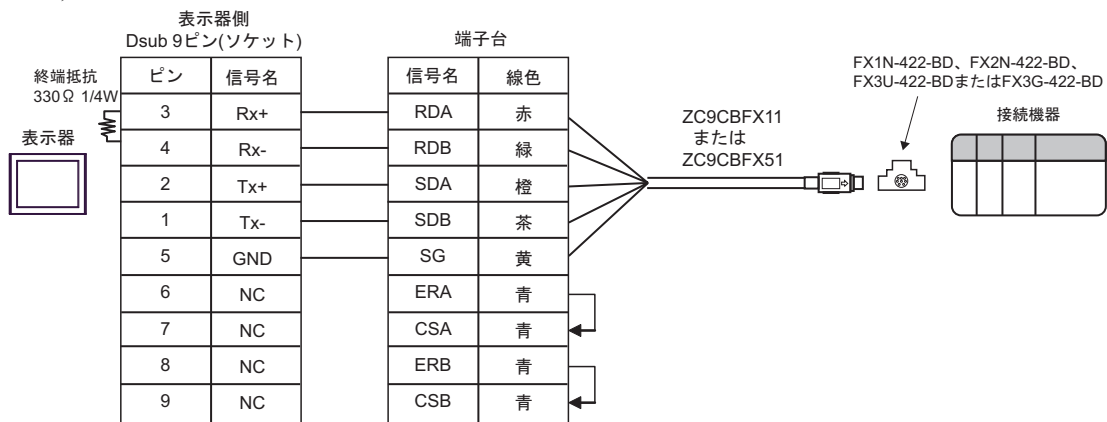 表示器側
Dsub 9ピン(ソケット)
端子台
終端抵抗
330Ω 1/4W
表示器
ピン 信号名 信号名 線色
3 Rx+ RDA 赤
4 Rx- RDB 緑
2 Tx+ SDA 橙
1 Tx- SDB 茶
5 GND SG 黄
6 NC ERA 青
7 NC CSA 青
8 NC ERB 青
9 NC CSB 青
ZC9CBFX11
または
ZC9CBFX51
FX1N-422-BD、FX2N-422-BD、
FX3U-422-BDまたはFX3G-422-BD
接続機器